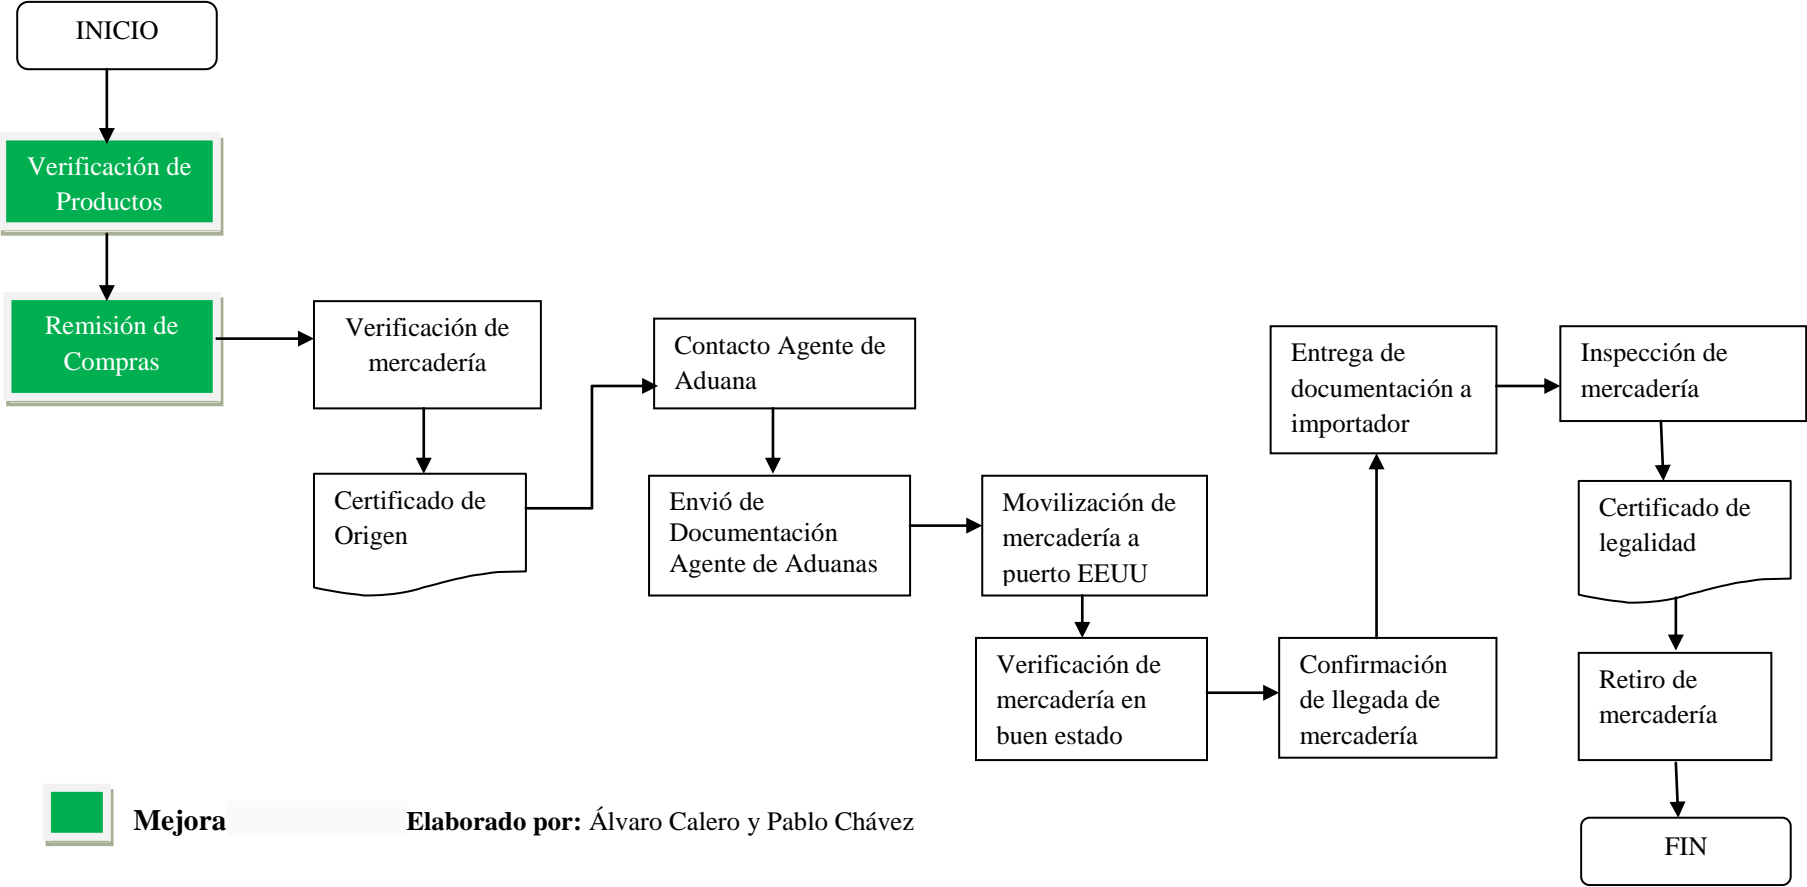 INICIO
Verificación de
Productos
Remisión de
Compras
Verificación de
mercadería
Certificado de
Origen
Contacto Agente de
Aduana
Envió de
Documentación
Agente de Aduanas
Movilización de
mercadería a
puerto EEUU
Verificación de
mercadería en
buen estado
Confirmación
de llegada de
mercadería
Entrega de
documentación a
importador
Inspección de
mercadería
Certificado de
legalidad
Retiro de
mercadería
FIN
Mejora
Elaborado por: Álvaro Calero y Pablo Chávez